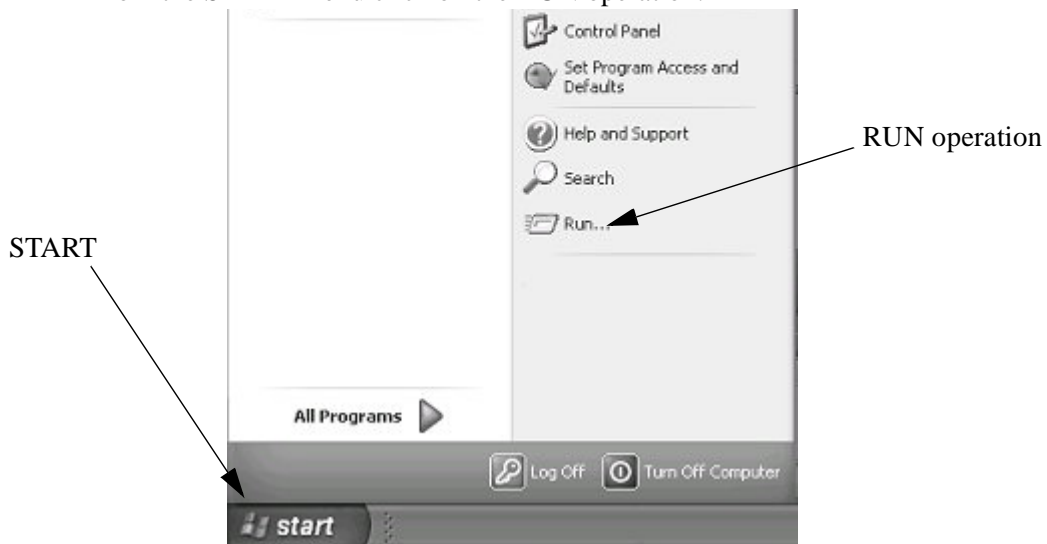 Control Panel
Set Program Access and
Defaults
Help and Support
RUN operation
Search
Run...
START
All Programs
Log Off Turn Off Computer
start